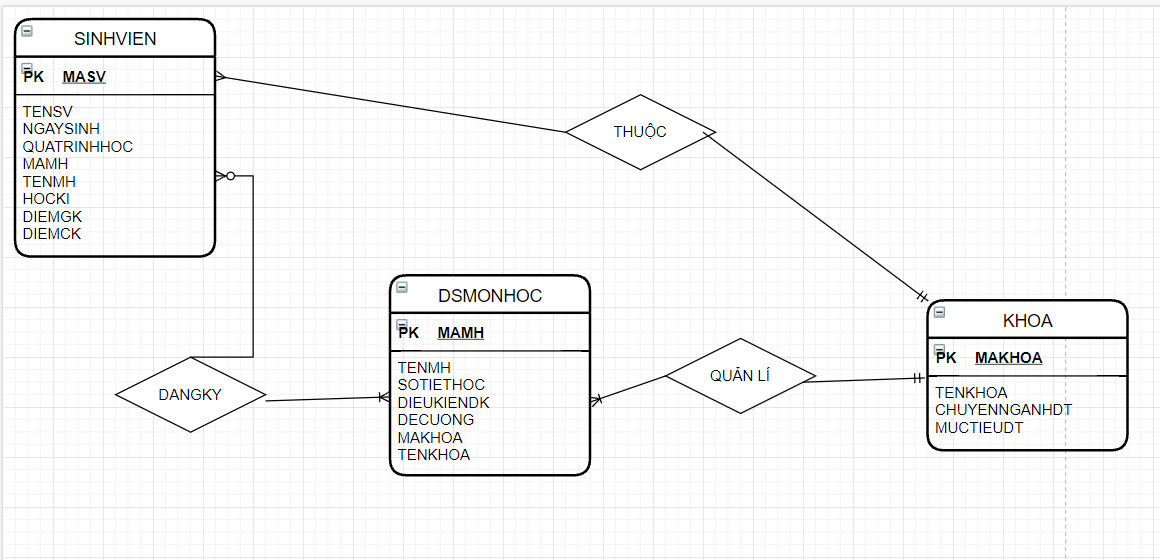 SINHVIEN
PK MASV
TENSV
NGAYSINH
QUATRINHHOC
MAMH
TENMH
HOCKI
DIEMGK
DIEMCK
THUỘC
DSMONHOC
PK MAMH
TENMH
SOTIETHOC
DIEUKIENDK
DECUONG
MAKHOA
TENKHOA
DANGKY
QUẢN LÍ
KHOA
PK MAKHOA
TENKHOA
CHUYENNGANHDT
MUCTIEUDT